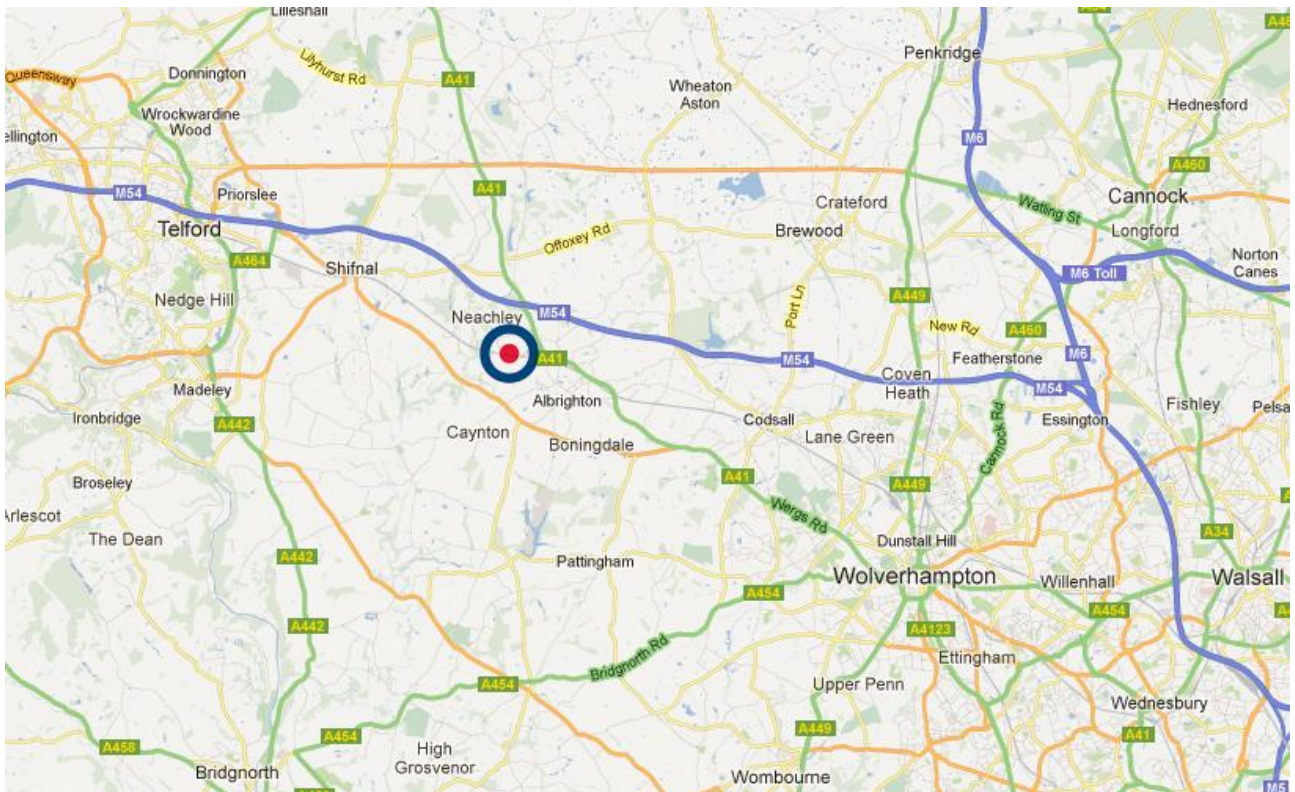 Lilleshall
A34
A41
Lilyhurst Rd
Queensway
Donnington
Penkridge
Wheaton
Aston
Hednesford
Wrockwardine
Wood
ellington
M6
A460
A41
M54
Priorslee
Cannock
Crateford
Watling St
Telford
Brewood
Longford
Offoxey Rd
A464
Shifnal
Norton
Canes
M6 Toll
Nedge Hill
A449
Port Ln
Neachley
M54
New Rd
A460
A41
M54
Featherstone
M6
Coven
Heath
M54
Madeley
Albrighton
Fishley
Pelsa
Ironbridge
A442
Codsall
Essington
Caynton
Boningdale
Lane Green
Cannock Rd
Broseley
A41
A449
Arlescot
Wergs Rd
The Dean
A34
Dunstall Hill
A442
Pattingham
Wolverhampton
Willenhall
Walsall
A454
A454
A442
A4123
Bridgnorth Rd
Ettingham
A454
Upper Penn
Wednesbury
A454
A449
A41
A458
High
Grosvenor
Bridgnorth
Wombourne
M5